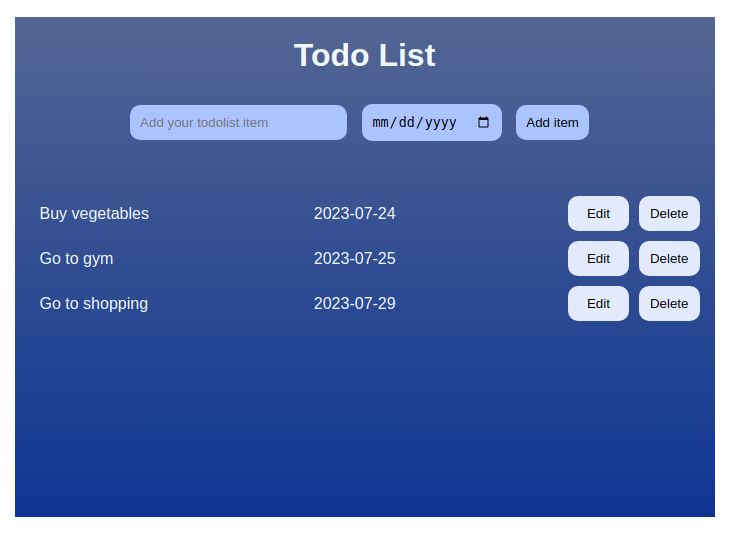 Todo List
Add your todolist item mm/dd/yyyy Add item
Buy vegetables 2023-07-24 Edit Delete
Go to gym 2023-07-25 Edit Delete
Go to shopping 2023-07-29 Edit Delete